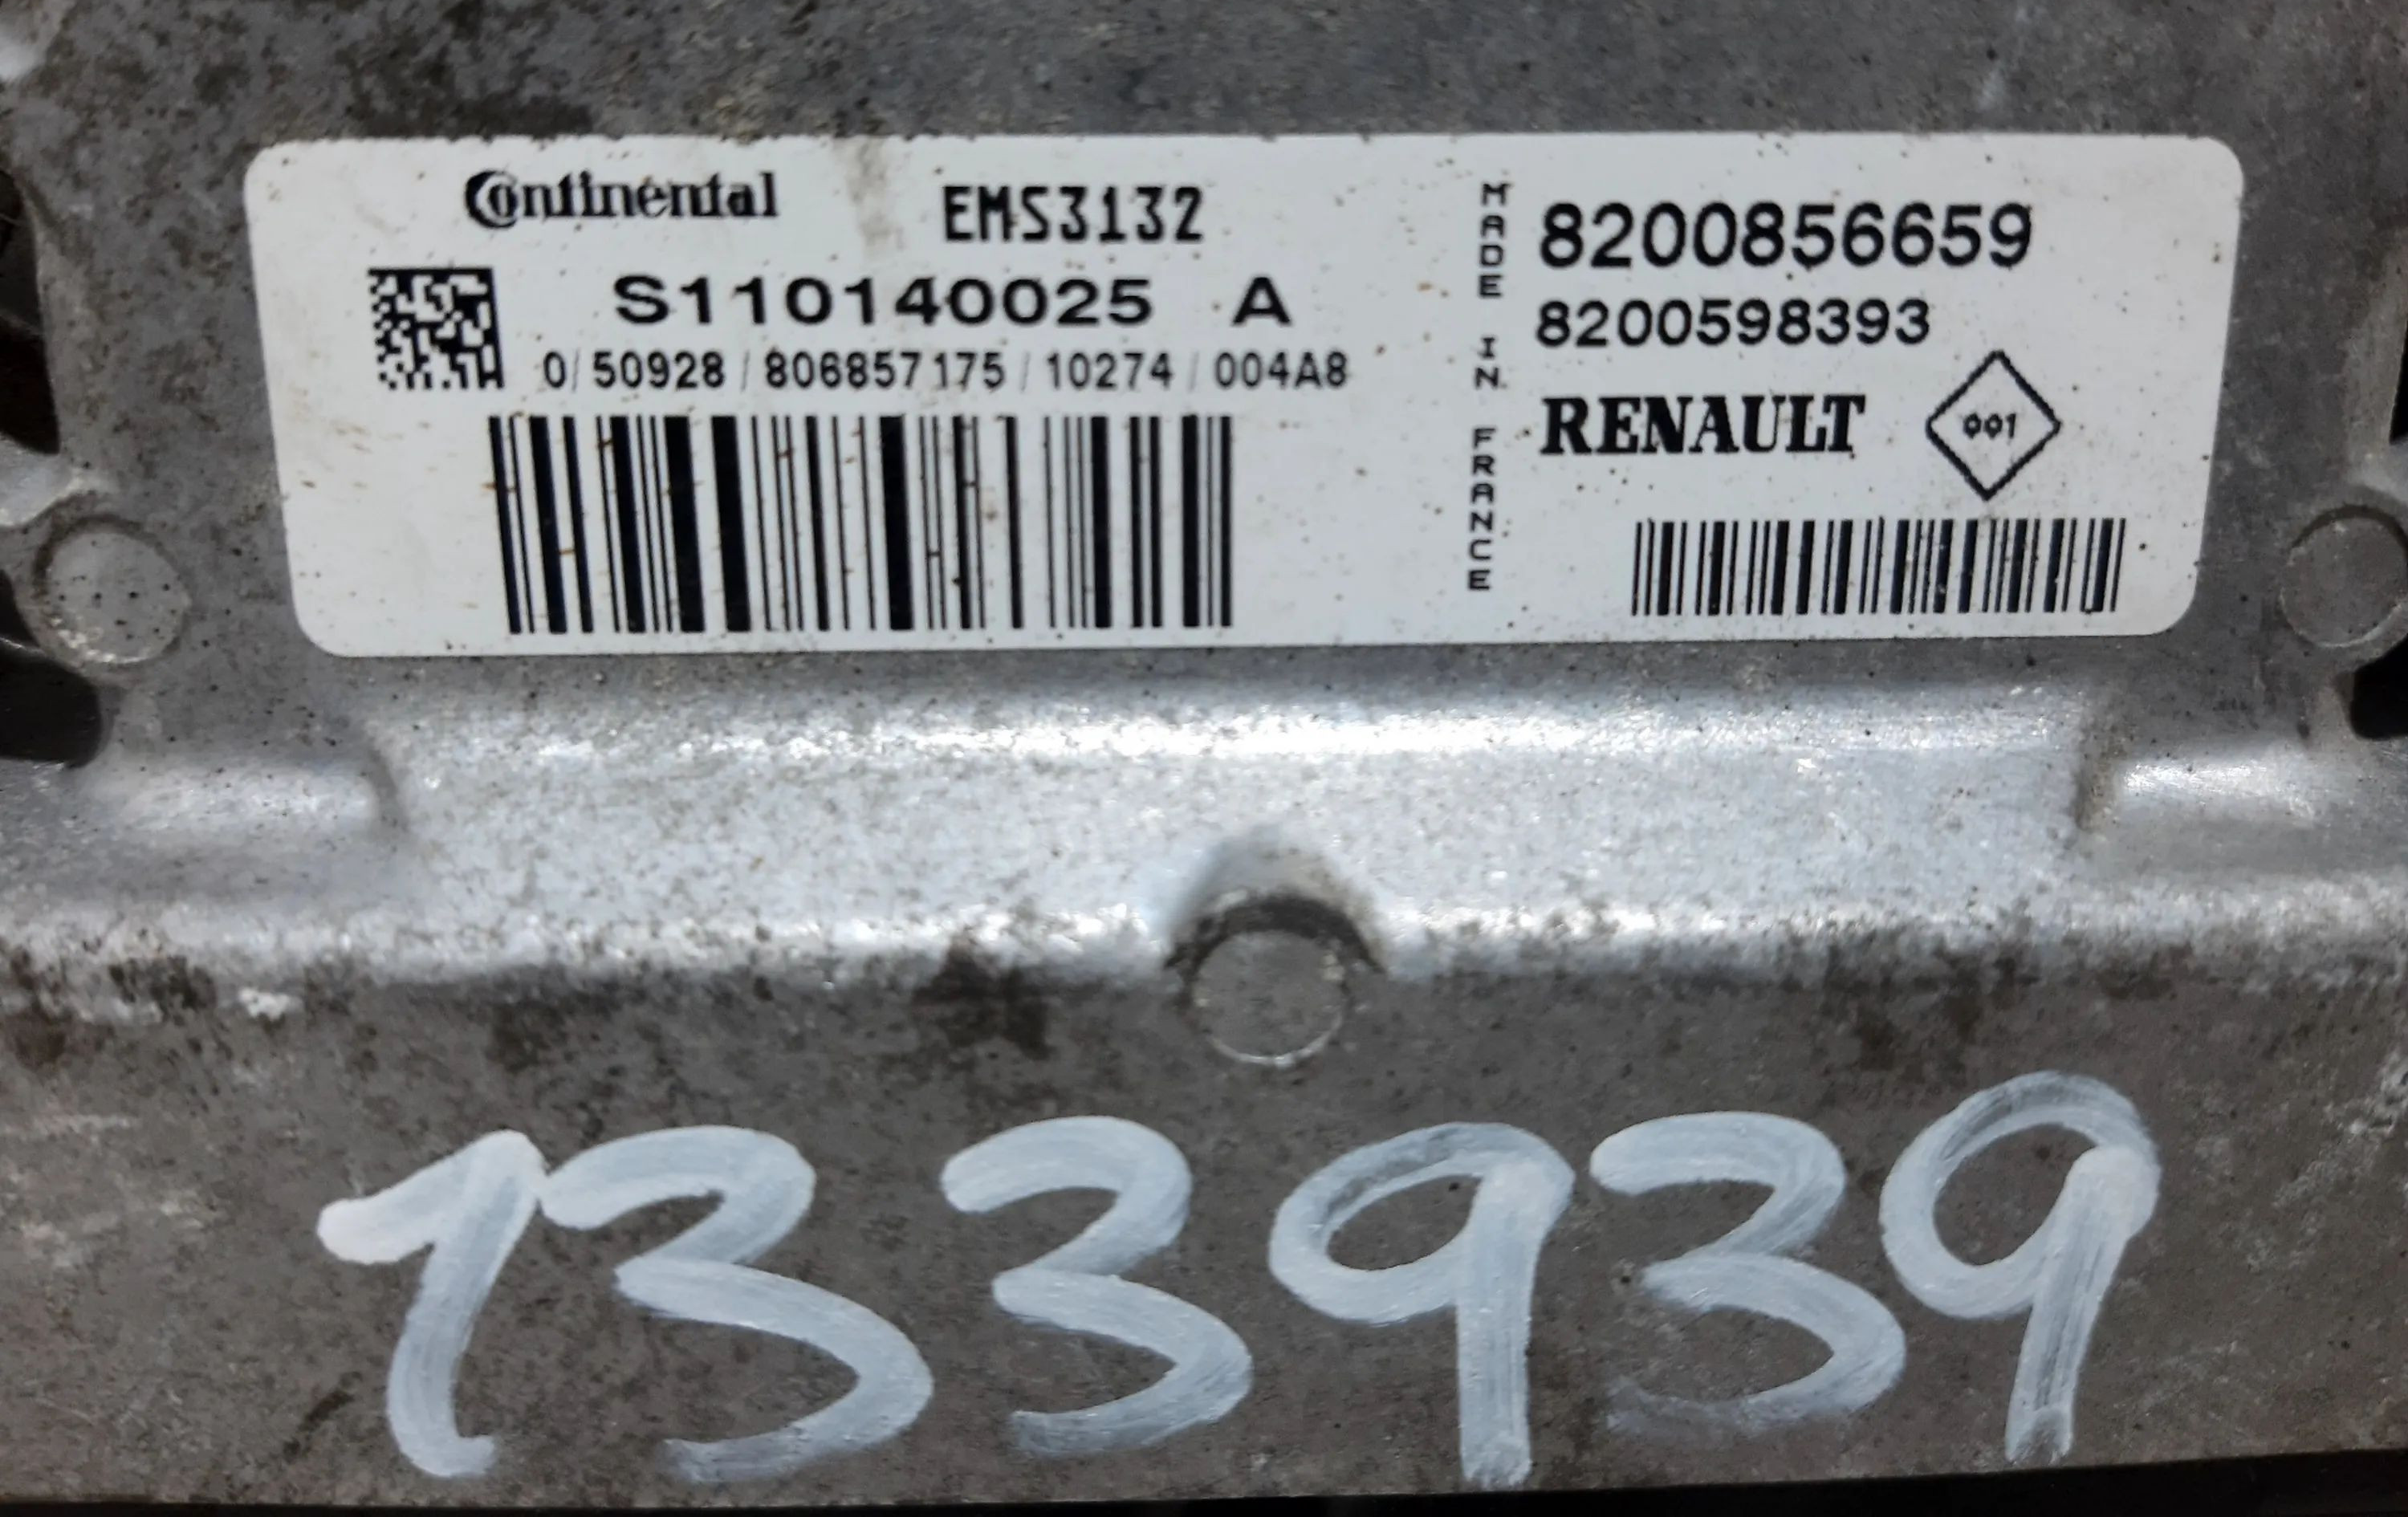 Continental EMS3132
S110140025 A
0/50928/806857175/10274/004A8
MADE IN FRANCE
8200856659
8200598393
RENAULT 001
133939